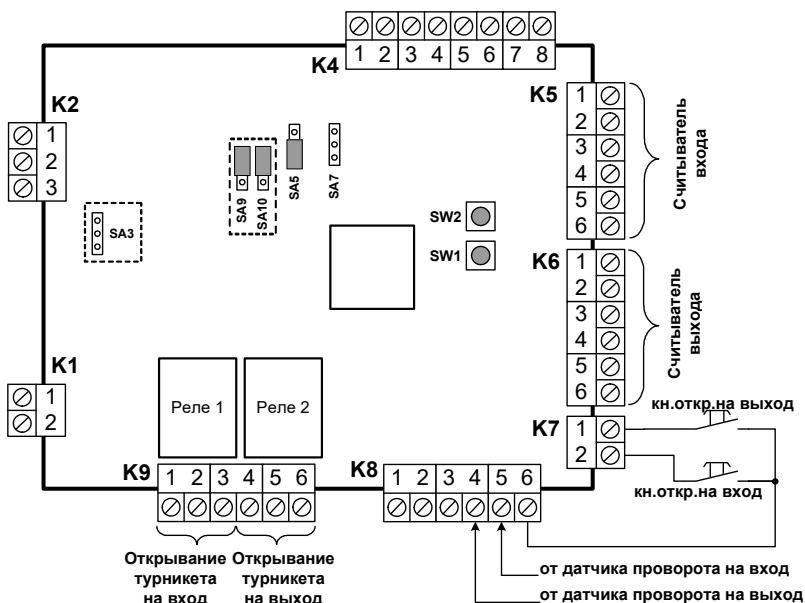 K4
1 2 3 4 5 6 7 8
K2
1
2
3
K5
1
2
3
4
5
6
Считыватель
входа
SA9
SA10
SA5
SA7
SA3
SW2
SW1
K6
1
2
3
4
5
6
Считыватель
выхода
K1
1
2
Реле 1
Реле 2
K7
1
2
кн.откр.на выход
кн.откр.на вход
K9
1 2 3 4 5 6
K8
1 2 3 4 5 6
Открывание
турникета
на вход
Открывание
турникета
на выход
от датчика проворота на вход
от датчика проворота на выход